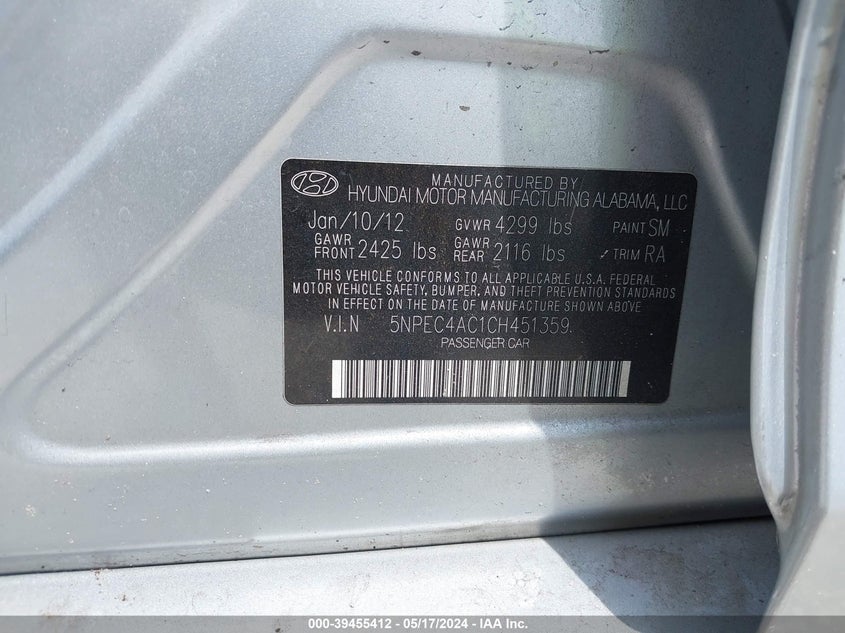 MANUFACTURED BY
HYUNDAI MOTOR MANUFACTURING ALABAMA, LLC
Jan/10/12 GVWR 4299 lbs PAINT SM
GAWR FRONT 2425 lbs GAWR REAR 2116 lbs TRIM RA
THIS VEHICLE CONFORMS TO ALL APPLICABLE U.S.A. FEDERAL
MOTOR VEHICLE SAFETY, BUMPER, AND THEFT PREVENTION STANDARDS
IN EFFECT ON THE DATE OF MANUFACTURE SHOWN ABOVE
V.I.N 5NPEC4AC1CH451359
PASSENGER CAR
000-39455412 - 05/17/2024 - IAA Inc.